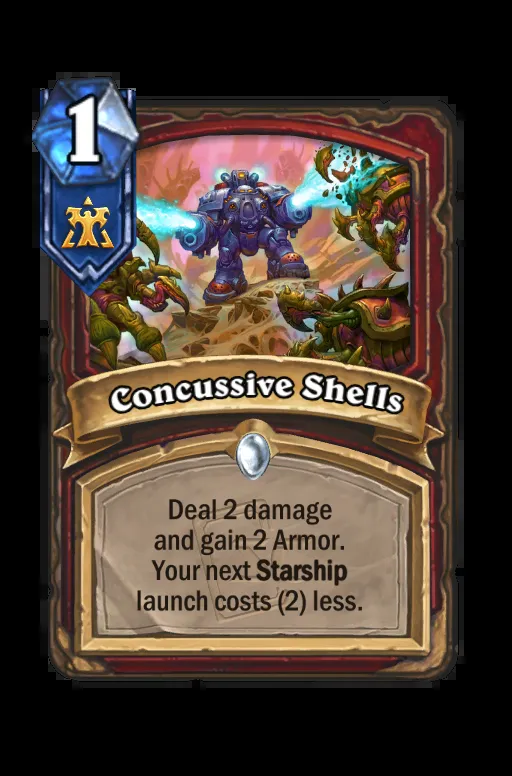 1
Concussive Shells
Deal 2 damage
and gain 2 Armor.
Your next Starship
launch costs (2) less.